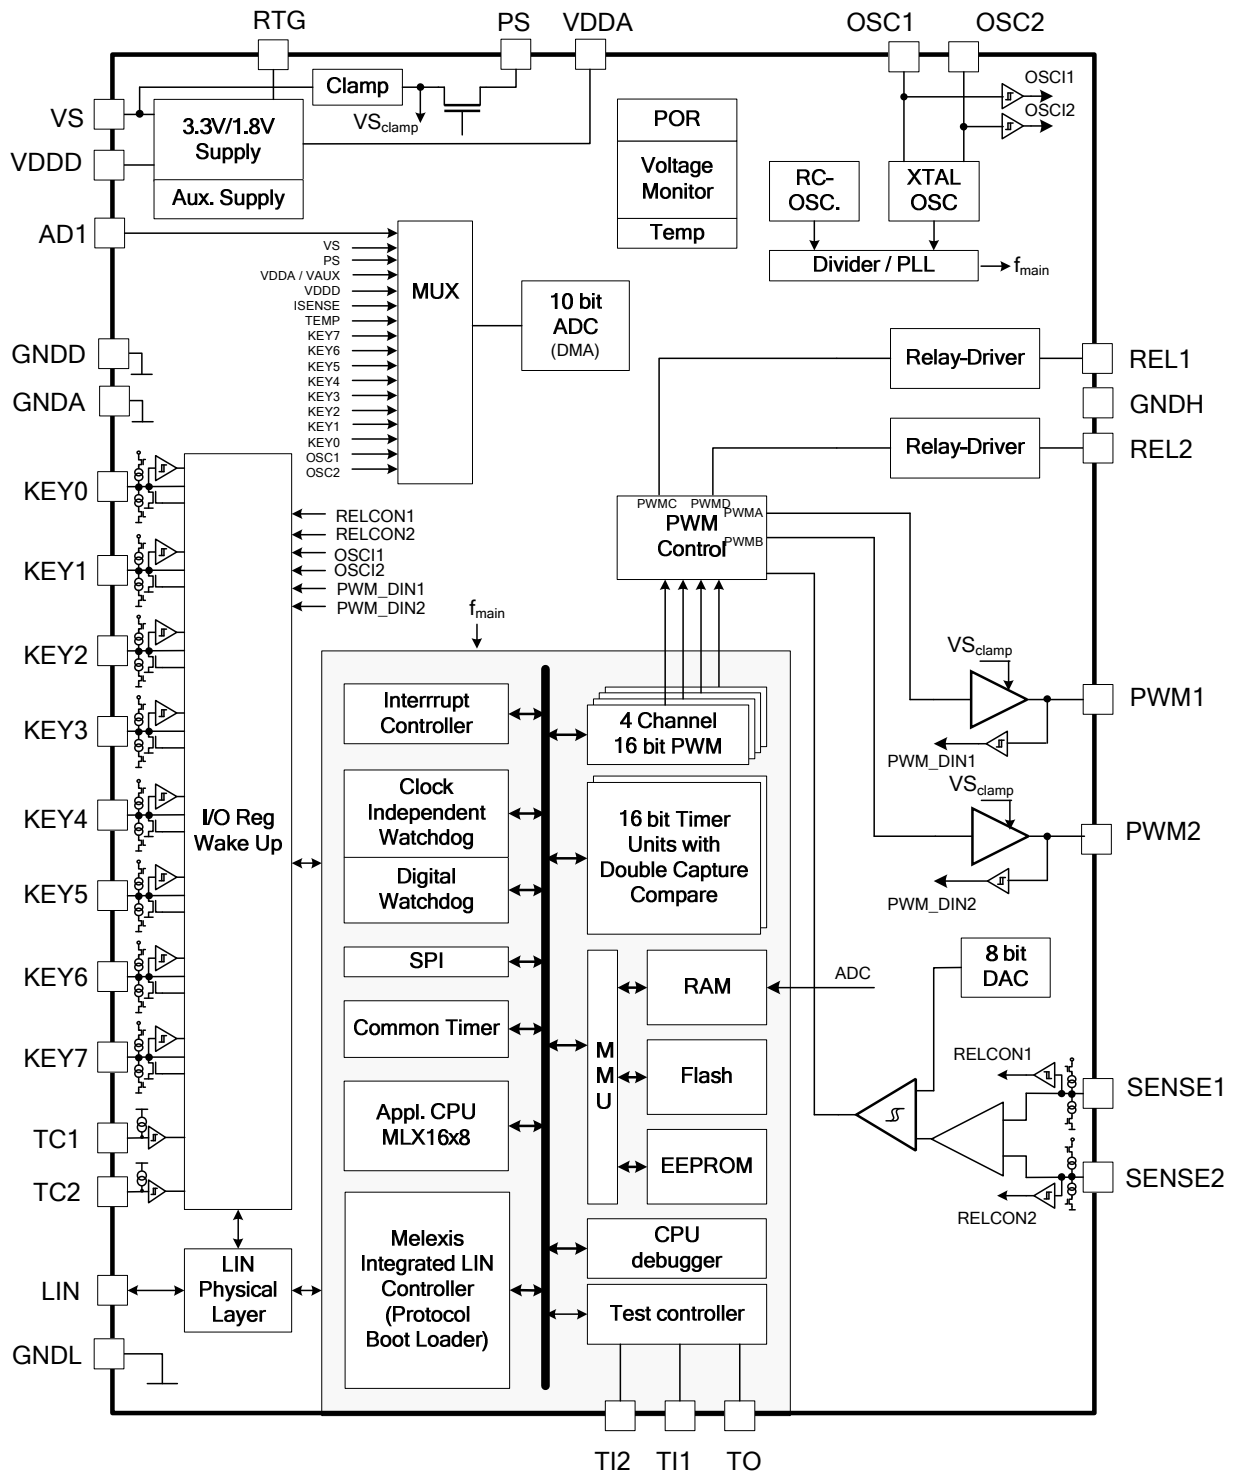 RTG
PS
VDDA
OSC1
OSC2
VS
Clamp
VSclamp
OSCI1
OSCI2
3.3V/1.8V
Supply
POR
VDDD
Voltage
Monitor
RC-
OSC.
XTAL
OSC
Aux. Supply
Temp
AD1
VS
PS
VDDA / VAUX
VDDD
ISENSE
TEMP
KEY7
KEY6
KEY5
KEY4
KEY3
KEY2
KEY1
KEY0
OSC1
OSC2
MUX
10 bit
ADC
(DMA)
Divider / PLL
fmain
GNDD
GNDA
Relay-Driver
REL1
GNDH
Relay-Driver
REL2
KEY0
KEY1
KEY2
KEY3
KEY4
KEY5
KEY6
KEY7
TC1
TC2
LIN
GNDL
I/O Reg
Wake Up
RELCON1
RELCON2
OSCI1
OSCI2
PWM_DIN1
PWM_DIN2
PWMC
PWMD
PWMA
PWMB
PWM
Control
fmain
VSclamp
PWM1
PWM_DIN1
VSclamp
PWM2
PWM_DIN2
Interrrupt
Controller
Clock
Independent
Watchdog
Digital
Watchdog
SPI
Common Timer
Appl. CPU
MLX16x8
Melexis
Integrated LIN
Controller
(Protocol
Boot Loader)
4 Channel
16 bit PWM
16 bit Timer
Units with
Double Capture
Compare
M
M
U
RAM
Flash
EEPROM
CPU
debugger
Test controller
ADC
8 bit
DAC
RELCON1
SENSE1
SENSE2
RELCON2
LIN
Physical
Layer
TI2
TI1
TO